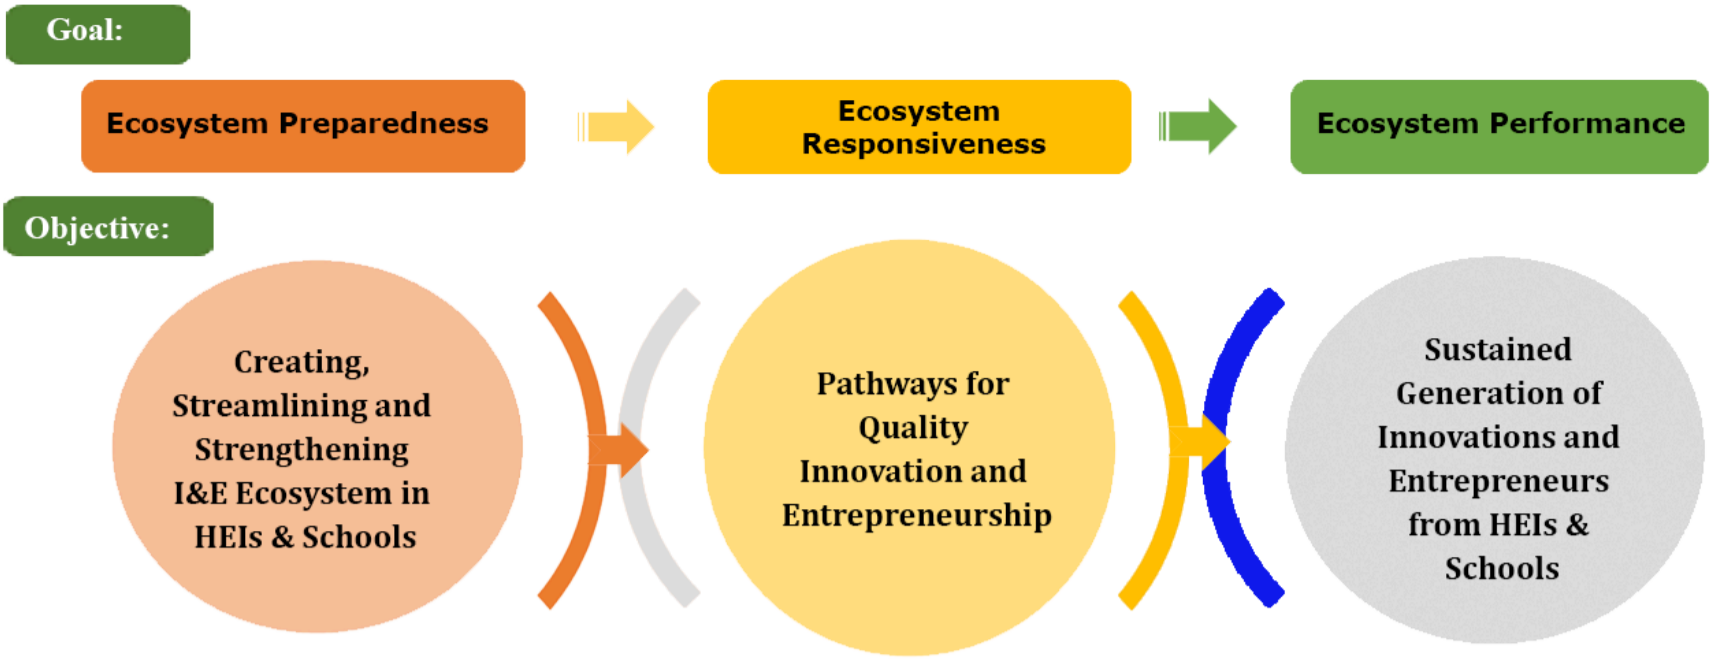 Goal:
Ecosystem Preparedness
Ecosystem
Responsiveness
Ecosystem Performance
Objective:
Creating,
Streamlining and
Strengthening
I&E Ecosystem in
HEIs & Schools
Pathways for
Quality
Innovation and
Entrepreneurship
Sustained
Generation of
Innovations and
Entrepreneurs
from HEIs &
Schools